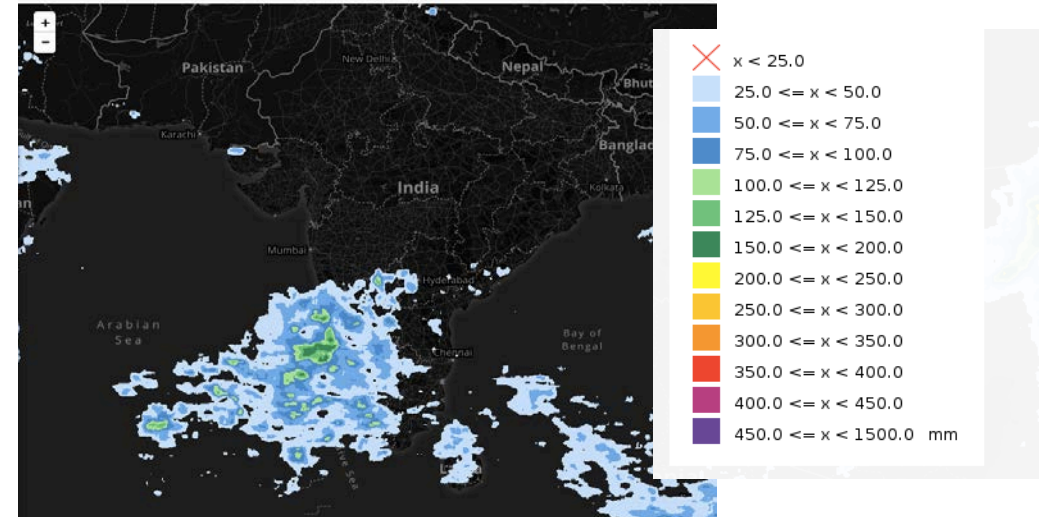 +
−
Pakistan
New Delhi
Nepal
Bhut
Karachi
Banglad
India
Kolkata
Mumbai
Hyderabad
Arabian
Sea
Bay of
Bengal
Chennai
x < 25.0
25.0 <= x < 50.0
50.0 <= x < 75.0
75.0 <= x < 100.0
100.0 <= x < 125.0
125.0 <= x < 150.0
150.0 <= x < 200.0
200.0 <= x < 250.0
250.0 <= x < 300.0
300.0 <= x < 350.0
350.0 <= x < 400.0
400.0 <= x < 450.0
450.0 <= x < 1500.0 mm